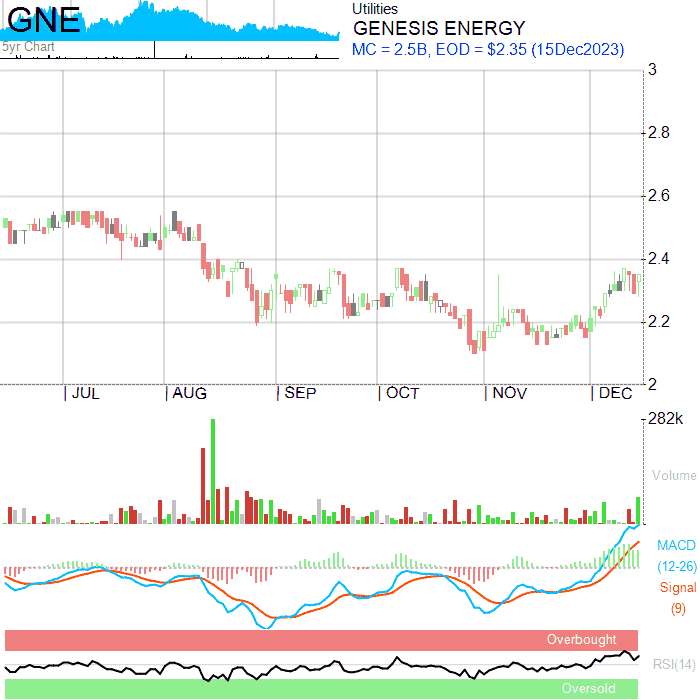 GNE
5yr Chart
Utilities
GENESIS ENERGY
MC = 2.5B, EOD = $2.35 (15Dec2023)
3
2.8
2.6
2.4
2.2
2
JUL AUG SEP OCT NOV DEC
282k
Volume
MACD
(12-26)
Signal
(9)
Overbought
RSI(14)
Oversold